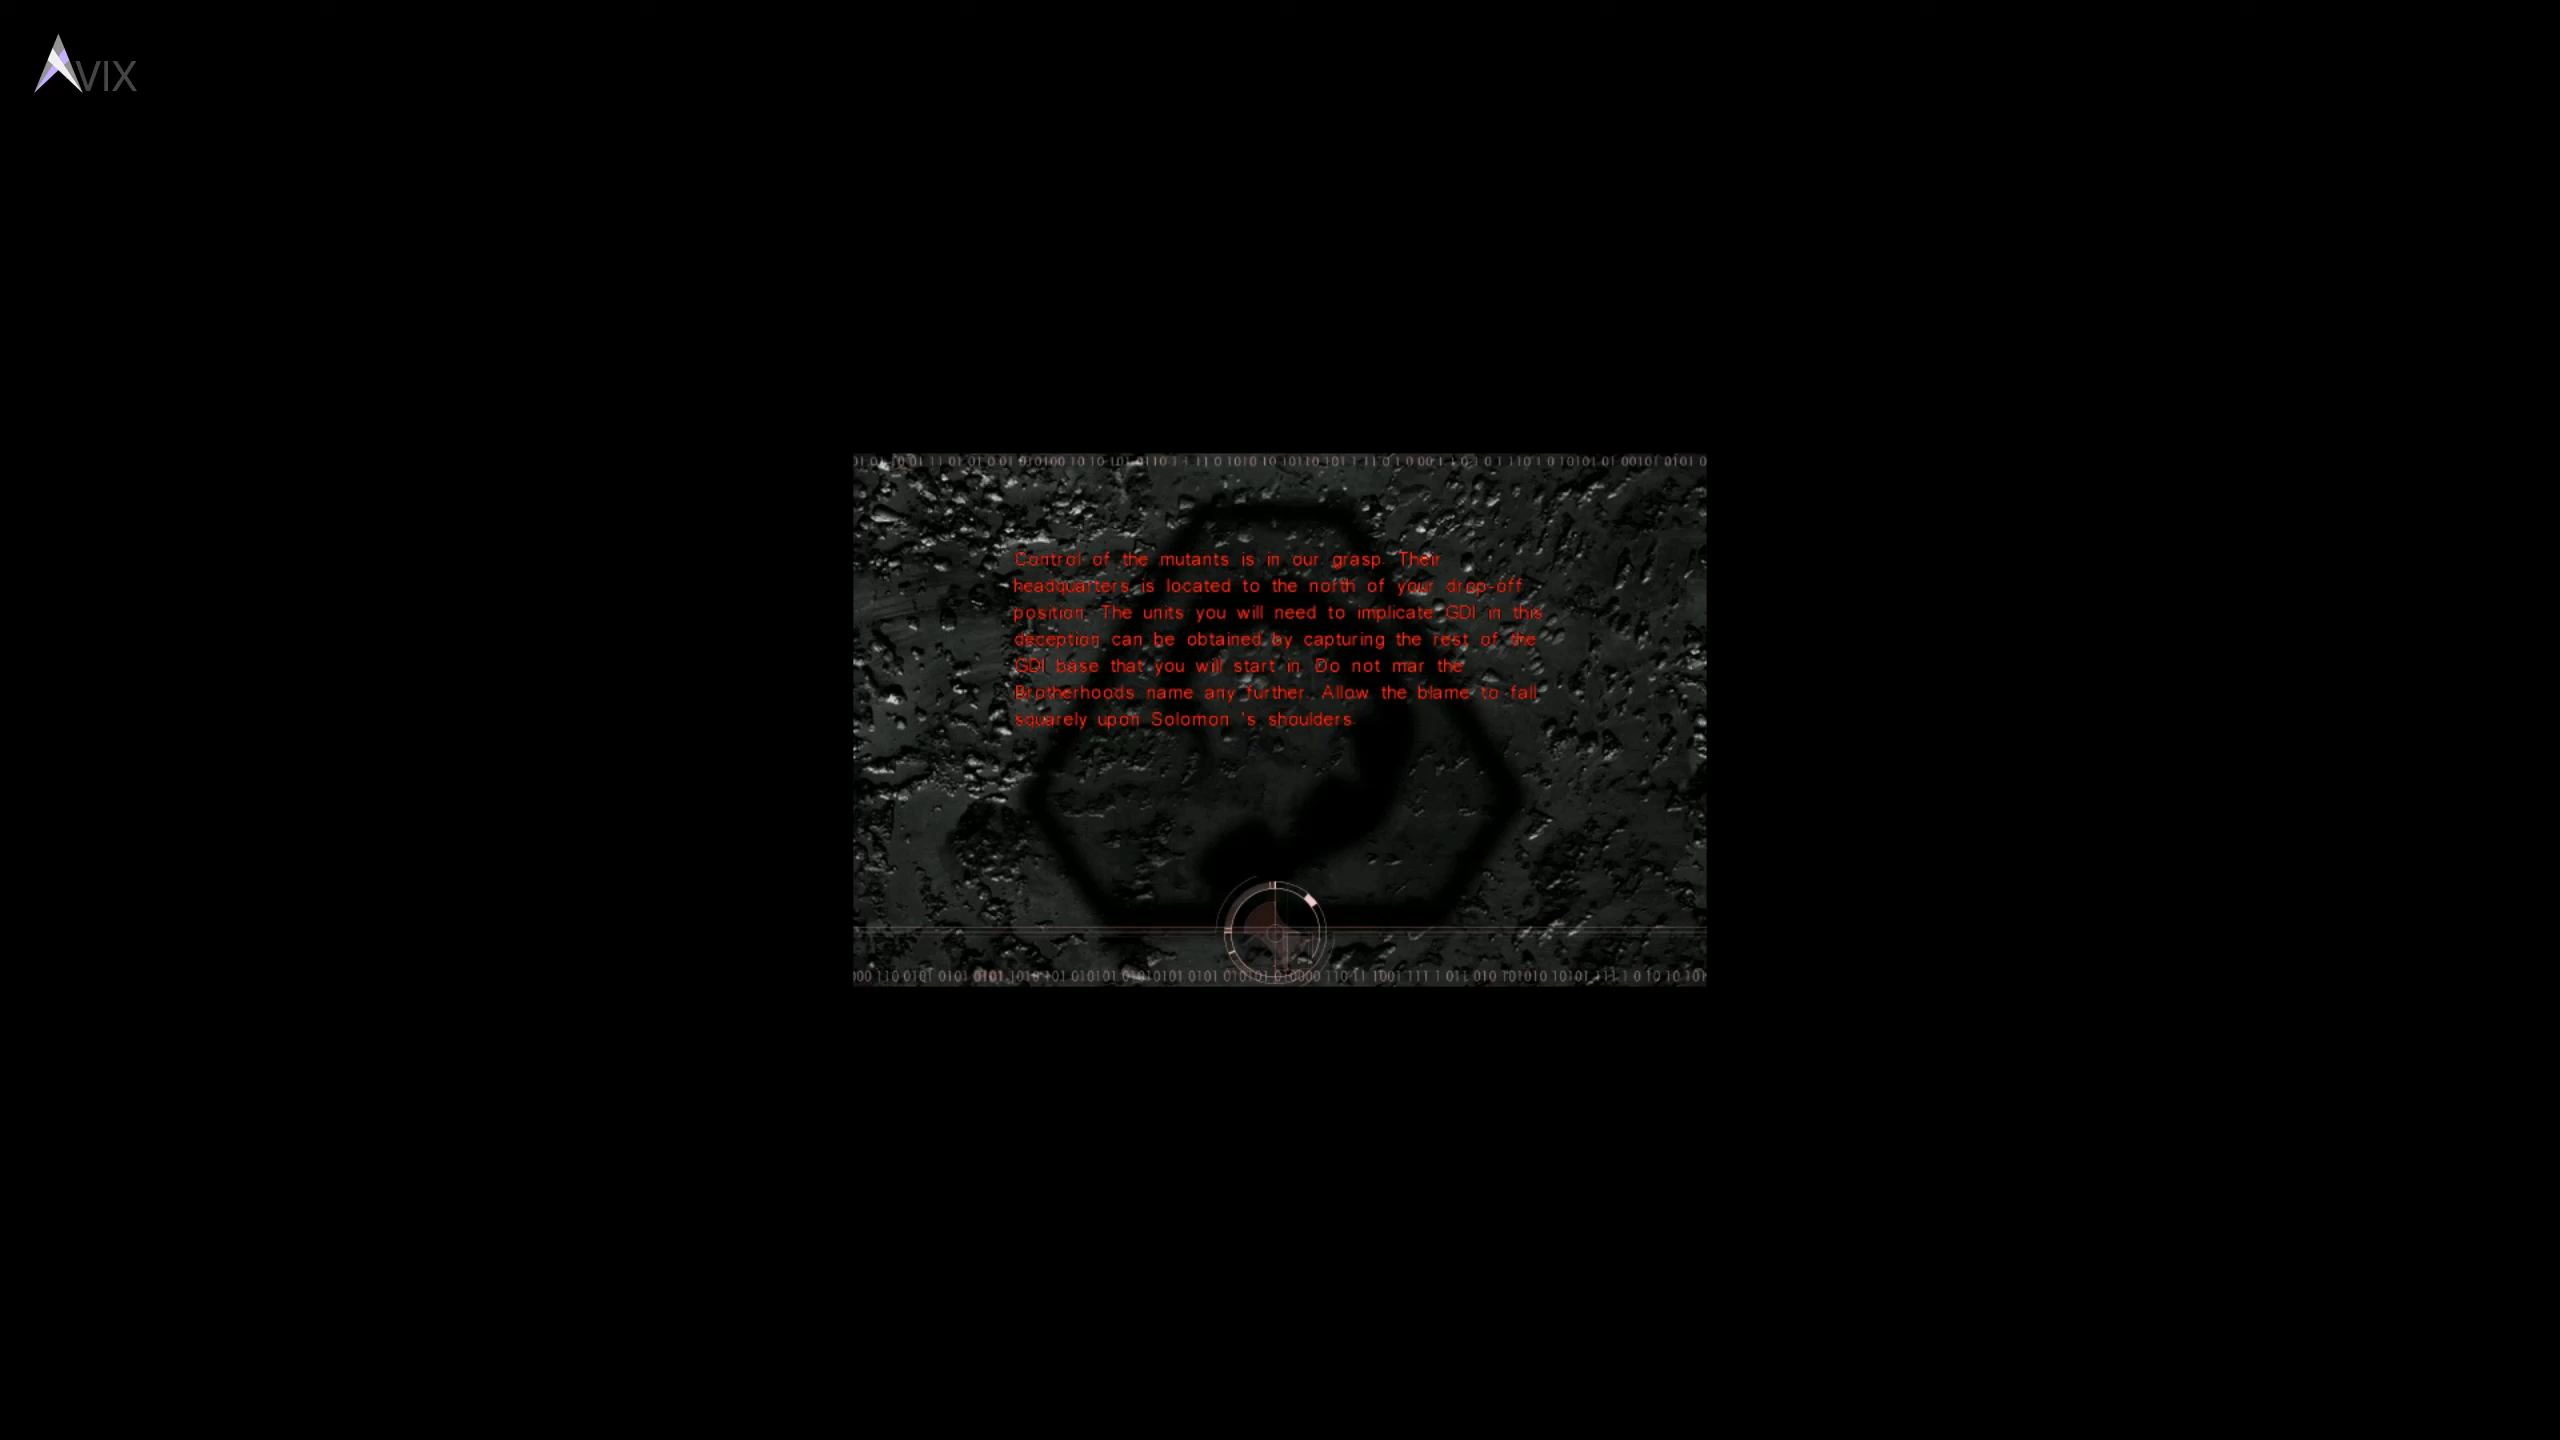 AVIX
Control of the mutants is in our grasp. Their
headquarters is located to the north of your drop-off
position. The units you will need to implicate GDI in this
deception can be obtained by capturing the rest of the
GDI base that you will start in. Do not mar the
Brotherhoods name any further. Allow the blame to fall
squarely upon Solomon 's shoulders.